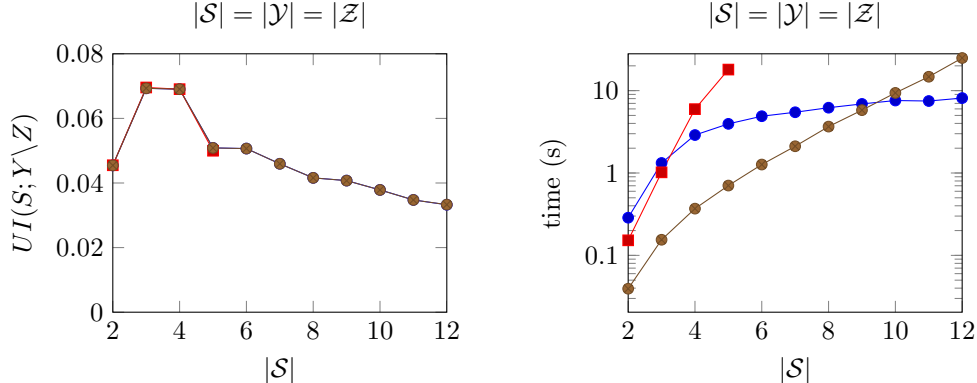 |𝒮| = |𝒴| = |𝒵|
0.08
0.06
0.04
0.02
0
UI(S; Y\Z)
2 4 6 8 10 12
|𝒮|
|𝒮| = |𝒴| = |𝒵|
10
1
0.1
time (s)
2 4 6 8 10 12
|𝒮|